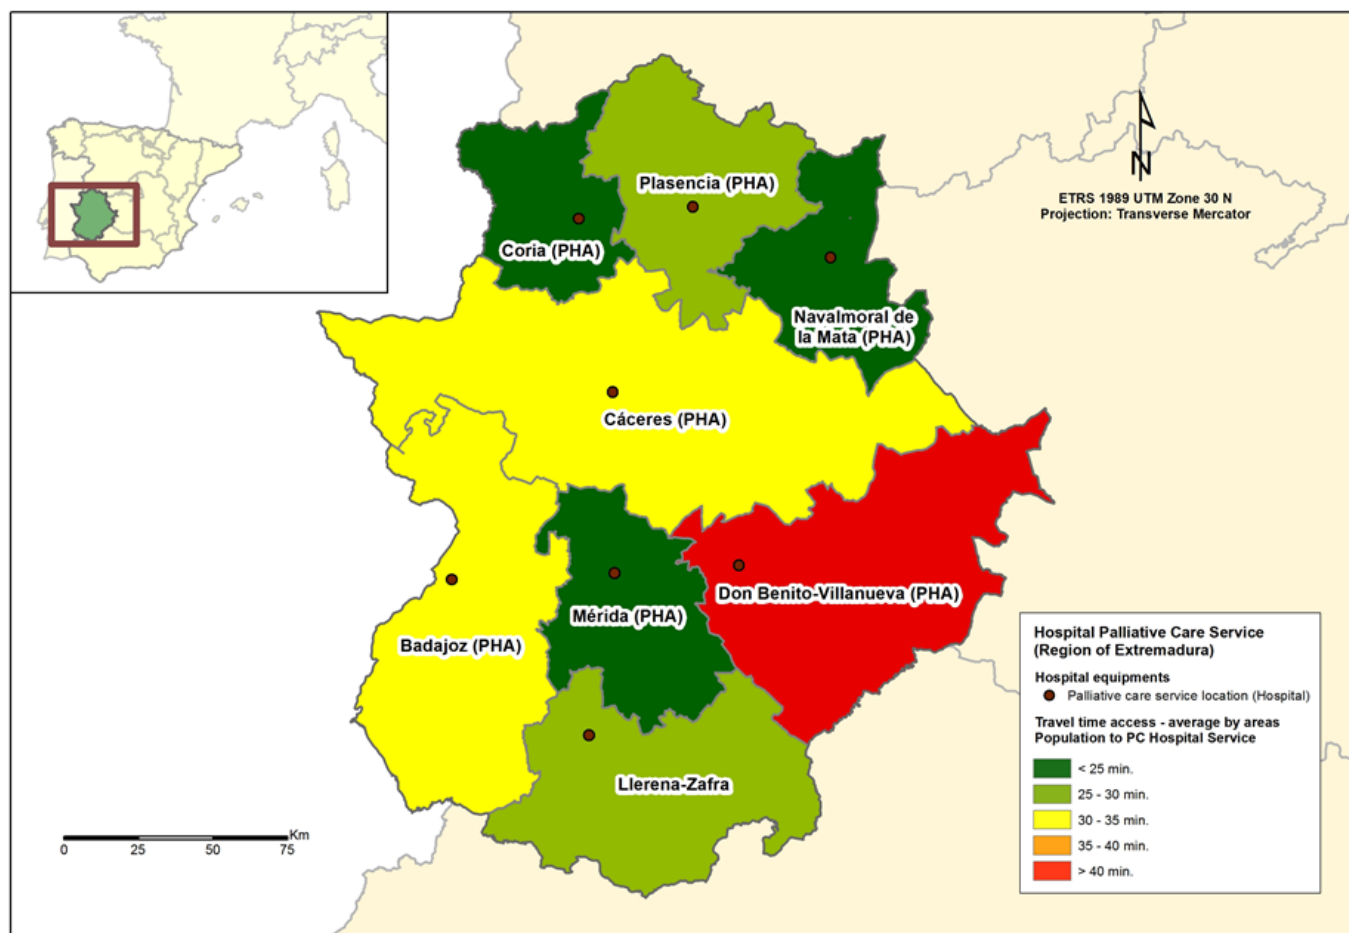 Plasencia (PHA)
N
ETRS 1989 UTM Zone 30 N
Projection: Transverse Mercator
Coria (PHA)
Navalmoral de
la Mata (PHA)
Cáceres (PHA)
Don Benito-Villanueva (PHA)
Mérida (PHA)
Badajoz (PHA)
Llerena-Zafra
Hospital Palliative Care Service
(Region of Extremadura)
Hospital equipments
Palliative care service location (Hospital)
Travel time access - average by areas
Population to PC Hospital Service
< 25 min.
25 - 30 min.
30 - 35 min.
35 - 40 min.
> 40 min.
Km
0 25 50 75